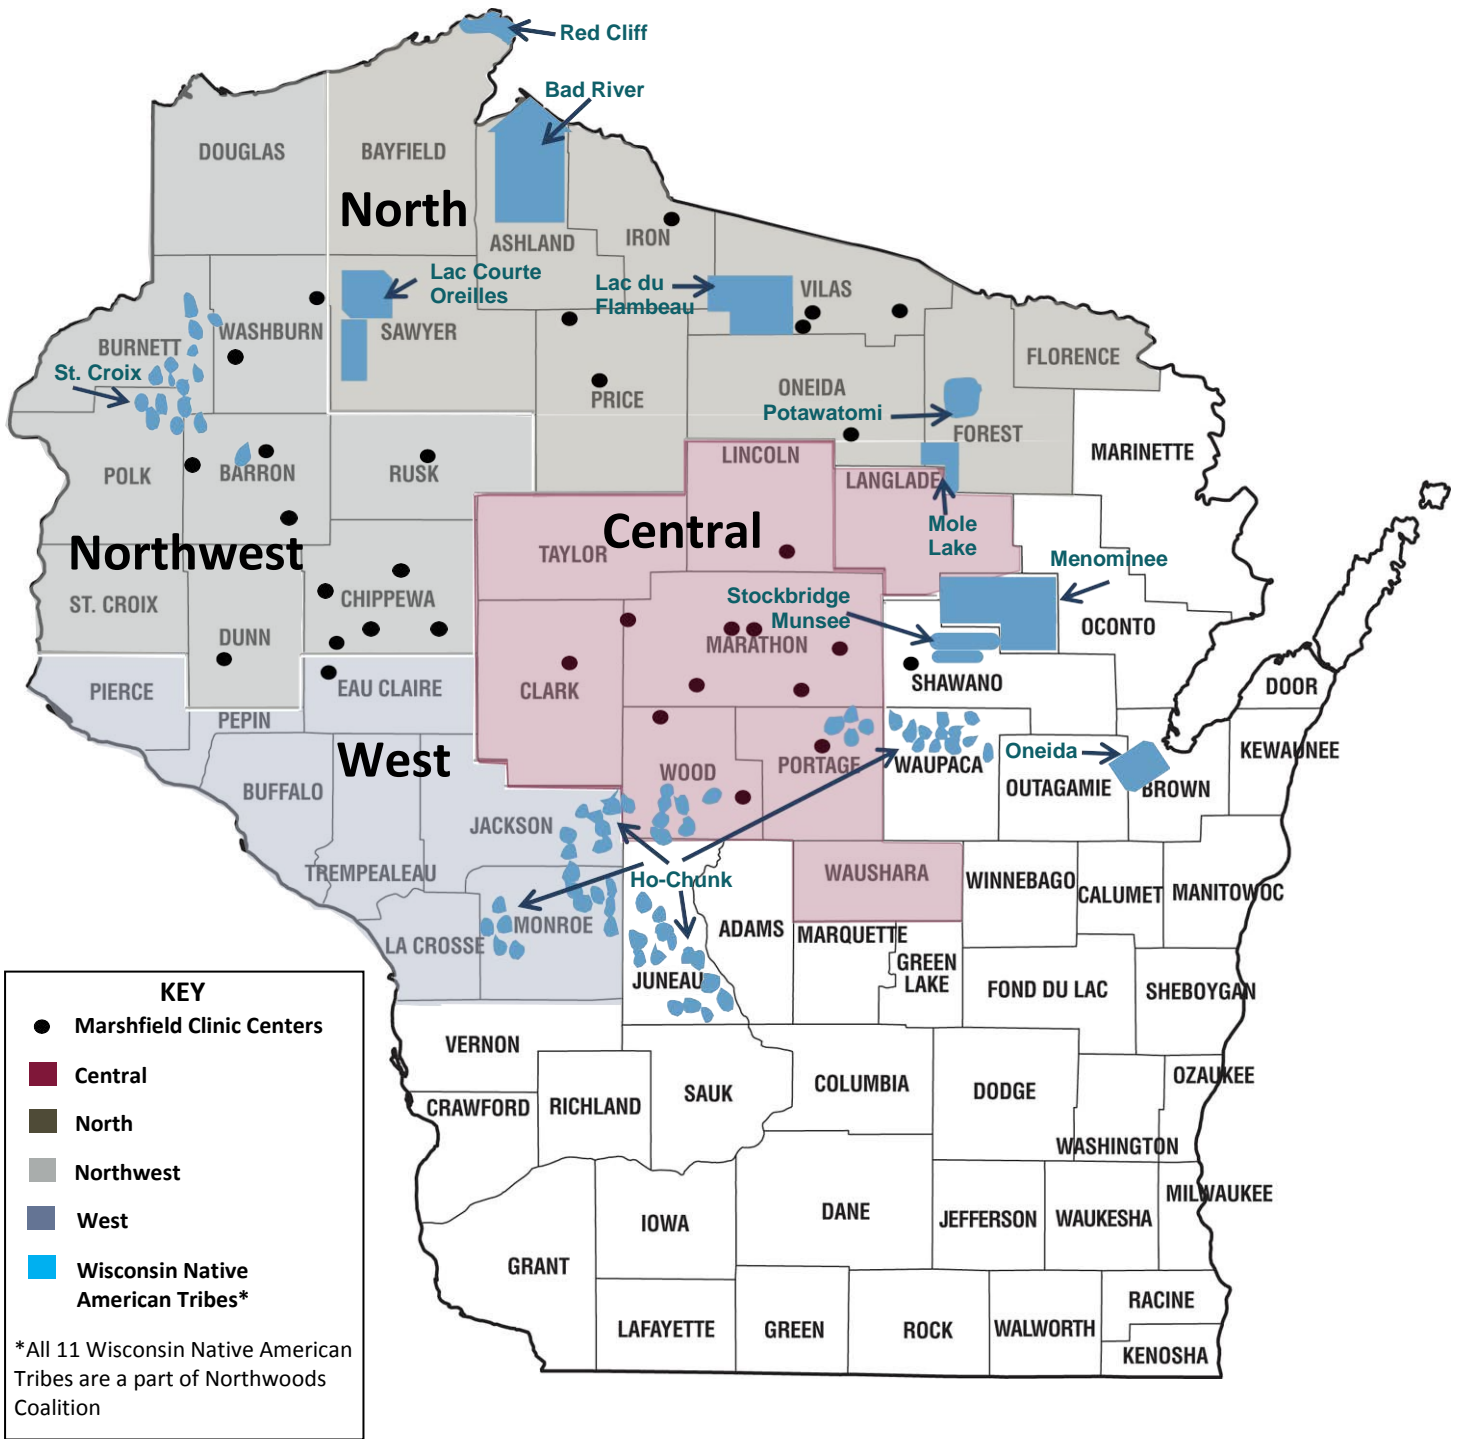 Red Cliff
Bad River
DOUGLAS
BAYFIELD
North
ASHLAND
IRON
Lac Courte
Oreilles
Lac du
Flambeau
VILAS
BURNETT
WASHBURN
SAWYER
FLORENCE
St. Croix
PRICE
ONEIDA
Potawatomi
FOREST
MARINETTE
POLK
BARRON
RUSK
LINCOLN
LANGLADE
Northwest
Central
TAYLOR
Mole
Lake
Menominee
ST. CROIX
CHIPPEWA
Stockbridge
Munsee
DUNN
MARATHON
OCONTO
PIERCE
EAU CLAIRE
CLARK
SHAWANO
DOOR
PEPIN
West
BUFFALO
WOOD
PORTAGE
WAUPACA
Oneida
OUTAGAMIE
BROWN
KEWAUNEE
JACKSON
TREMPEALEAU
Ho-Chunk
WAUSHARA
WINNEBAGO
CALUMET
MANITOWOC
LA CROSSE
MONROE
ADAMS
MARQUETTE
JUNEAU
GREEN
LAKE
FOND DU LAC
SHEBOYGAN
VERNON
CRAWFORD
RICHLAND
SAUK
COLUMBIA
DODGE
OZAUKEE
WASHINGTON
GRANT
IOWA
DANE
JEFFERSON
WAUKESHA
MILWAUKEE
LAFAYETTE
GREEN
ROCK
WALWORTH
RACINE
KENOSHA
KEY
Marshfield Clinic Centers
Central
North
Northwest
West
Wisconsin Native
American Tribes*
*All 11 Wisconsin Native American
Tribes are a part of Northwoods
Coalition